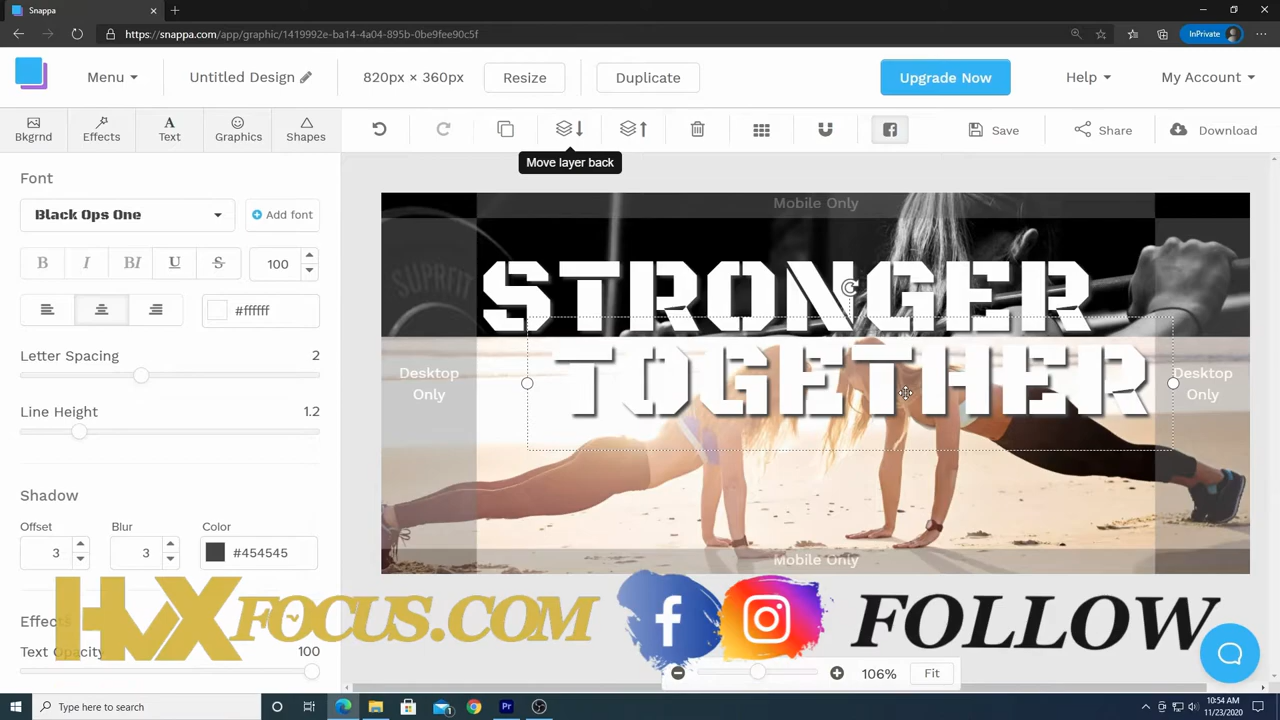 Snappa
https://snappa.com/app/graphic/1419992e-ba14-4a04-895b-0be9fee90c5f
InPrivate
Menu
Untitled Design
820px × 360px
Resize
Duplicate
Upgrade Now
Help
My Account
Bkgrnd
Effects
Text
Graphics
Shapes
Save
Share
Download
Move layer back
Font
Black Ops One
Add font
B
I
BI
U
S
100
#ffffff
Letter Spacing
2
Line Height
1.2
Shadow
Offset
Blur
Color
3
3
#454545
Effects
Text Opacity
100
Mobile Only
SUPRFIT
STRONGER
TOGETHER
Desktop
Only
Desktop
Only
Mobile Only
HVXFOCUS.COM
FOLLOW
106%
Fit
Type here to search
10:54 AM
11/23/2020